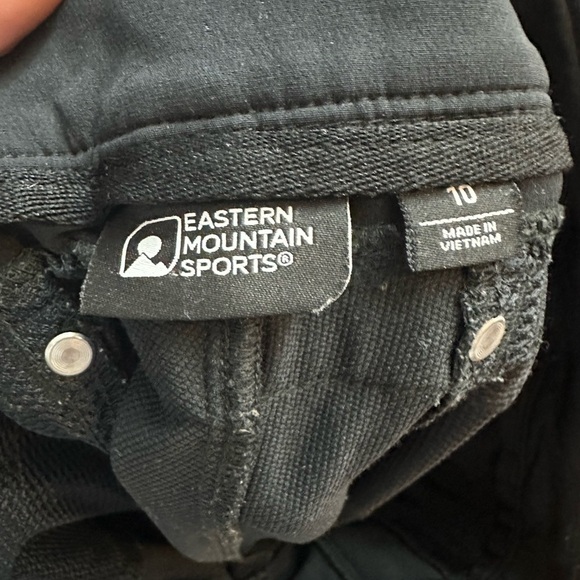 EASTERN
MOUNTAIN
SPORTS®
10
MADE IN
VIETNAM